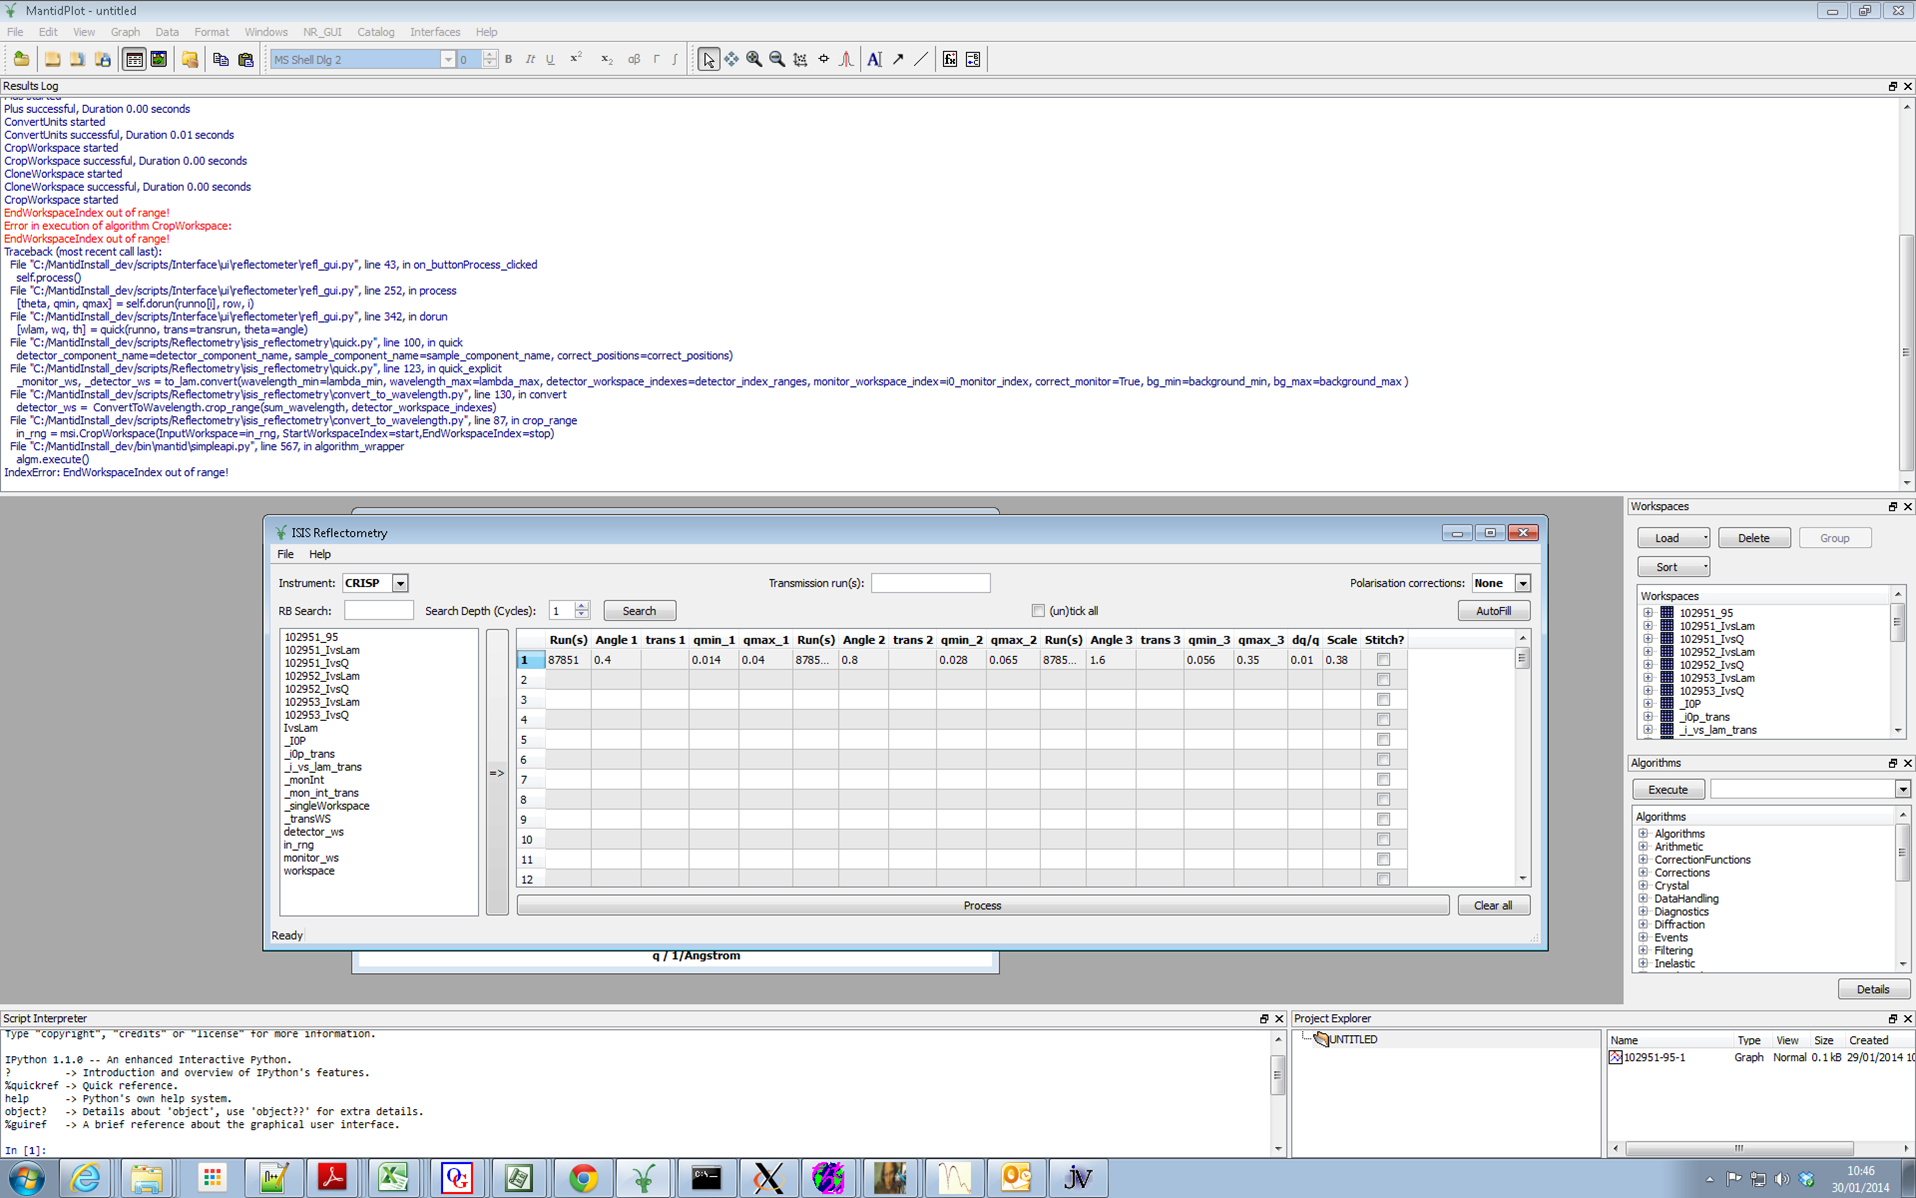 MantidPlot - untitled
File Edit View Graph Data Format Windows NR_GUI Catalog Interfaces Help
MS Shell Dlg 2 0 B It U x² x₂ αβ Γ ∫
Results Log
Plus started
Plus successful, Duration 0.00 seconds
ConvertUnits started
ConvertUnits successful, Duration 0.01 seconds
CropWorkspace started
CropWorkspace successful, Duration 0.00 seconds
CloneWorkspace started
CloneWorkspace successful, Duration 0.00 seconds
CropWorkspace started
EndWorkspaceIndex out of range!
Error in execution of algorithm CropWorkspace:
EndWorkspaceIndex out of range!
Traceback (most recent call last):
File "C:/MantidInstall_dev/scripts/Interface\ui\reflectometer\refl_gui.py", line 43, in on_buttonProcess_clicked
self.process()
File "C:/MantidInstall_dev/scripts/Interface\ui\reflectometer\refl_gui.py", line 252, in process
[theta, qmin, qmax] = self.dorun(runno[i], row, i)
File "C:/MantidInstall_dev/scripts/Interface\ui\reflectometer\refl_gui.py", line 342, in dorun
[wlam, wq, th] = quick(runno, trans=transrun, theta=angle)
File "C:/MantidInstall_dev/scripts/Reflectometry\isis_reflectometry\quick.py", line 100, in quick
detector_component_name=detector_component_name, sample_component_name=sample_component_name, correct_positions=correct_positions)
File "C:/MantidInstall_dev/scripts/Reflectometry\isis_reflectometry\quick.py", line 123, in quick_explicit
_monitor_ws, _detector_ws = to_lam.convert(wavelength_min=lambda_min, wavelength_max=lambda_max, detector_workspace_indexes=detector_index_ranges, monitor_workspace_index=i0_monitor_index, correct_monitor=True, bg_min=background_min, bg_max=background_max )
File "C:/MantidInstall_dev/scripts/Reflectometry\isis_reflectometry\convert_to_wavelength.py", line 130, in convert
detector_ws = ConvertToWavelength.crop_range(sum_wavelength, detector_workspace_indexes)
File "C:/MantidInstall_dev/scripts/Reflectometry\isis_reflectometry\convert_to_wavelength.py", line 87, in crop_range
in_rng = msi.CropWorkspace(InputWorkspace=in_rng, StartWorkspaceIndex=start,EndWorkspaceIndex=stop)
File "C:/MantidInstall_dev/bin\mantid\simpleapi.py", line 567, in algorithm_wrapper
algm.execute()
IndexError: EndWorkspaceIndex out of range!
ISIS Reflectometry
File Help
Instrument: CRISP Transmission run(s): Polarisation corrections: None
RB Search: Search Depth (Cycles): 1 Search (un)tick all AutoFill
102951_95
102951_IvsLam
102951_IvsQ
102952_IvsLam
102952_IvsQ
102953_IvsLam
102953_IvsQ
IvsLam
_I0P
_i0p_trans
_i_vs_lam_trans
_monInt
_mon_int_trans
_singleWorkspace
_transWS
detector_ws
in_rng
monitor_ws
workspace
=>
Run(s) Angle 1 trans 1 qmin_1 qmax_1 Run(s) Angle 2 trans 2 qmin_2 qmax_2 Run(s) Angle 3 trans 3 qmin_3 qmax_3 dq/q Scale Stitch?
1 87851 0.4 0.014 0.04 8785... 0.8 0.028 0.065 8785... 1.6 0.056 0.35 0.01 0.38
2
3
4
5
6
7
8
9
10
11
12
Process Clear all
Ready
q / 1/Angstrom
Workspaces
Load Delete Group
Sort
Workspaces
102951_95
102951_IvsLam
102951_IvsQ
102952_IvsLam
102952_IvsQ
102953_IvsLam
102953_IvsQ
_I0P
_i0p_trans
_i_vs_lam_trans
Algorithms
Execute
Algorithms
Algorithms
Arithmetic
CorrectionFunctions
Corrections
Crystal
DataHandling
Diagnostics
Diffraction
Events
Filtering
Inelastic
Details
Script Interpreter
Type "copyright", "credits" or "license" for more information.
IPython 1.1.0 -- An enhanced Interactive Python.
? -> Introduction and overview of IPython's features.
%quickref -> Quick reference.
help -> Python's own help system.
object? -> Details about 'object', use 'object??' for extra details.
%guiref -> A brief reference about the graphical user interface.
In [1]:
Project Explorer
UNTITLED
Name Type View Size Created
102951-95-1 Graph Normal 0.1 kB 29/01/2014 10
10:46
30/01/2014